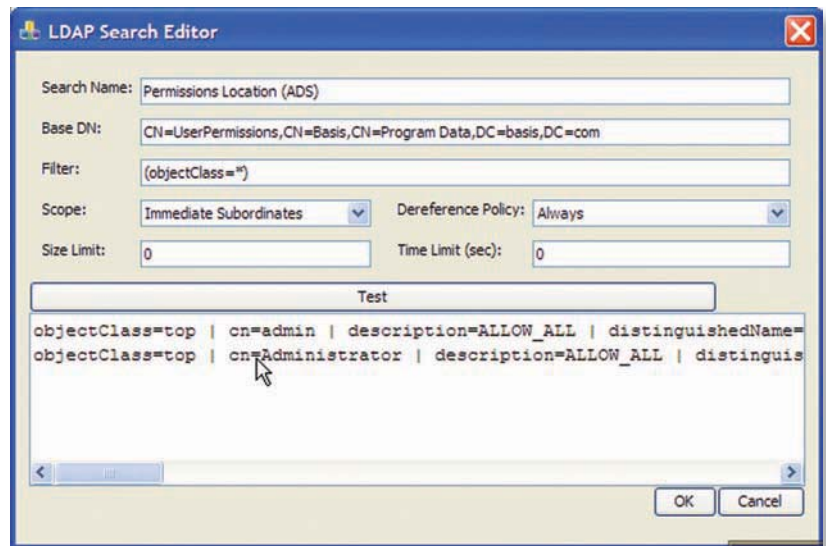 LDAP Search Editor
Search Name: Permissions Location (ADS)
Base DN: CN=UserPermissions,CN=Basis,CN=Program Data,DC=basis,DC=com
Filter: (objectClass=*)
Scope: Immediate Subordinates Dereference Policy: Always
Size Limit: 0 Time Limit (sec): 0
Test
objectClass=top | cn=admin | description=ALLOW_ALL | distinguishedName=
objectClass=top | cn=Administrator | description=ALLOW_ALL | distinguis
OK Cancel